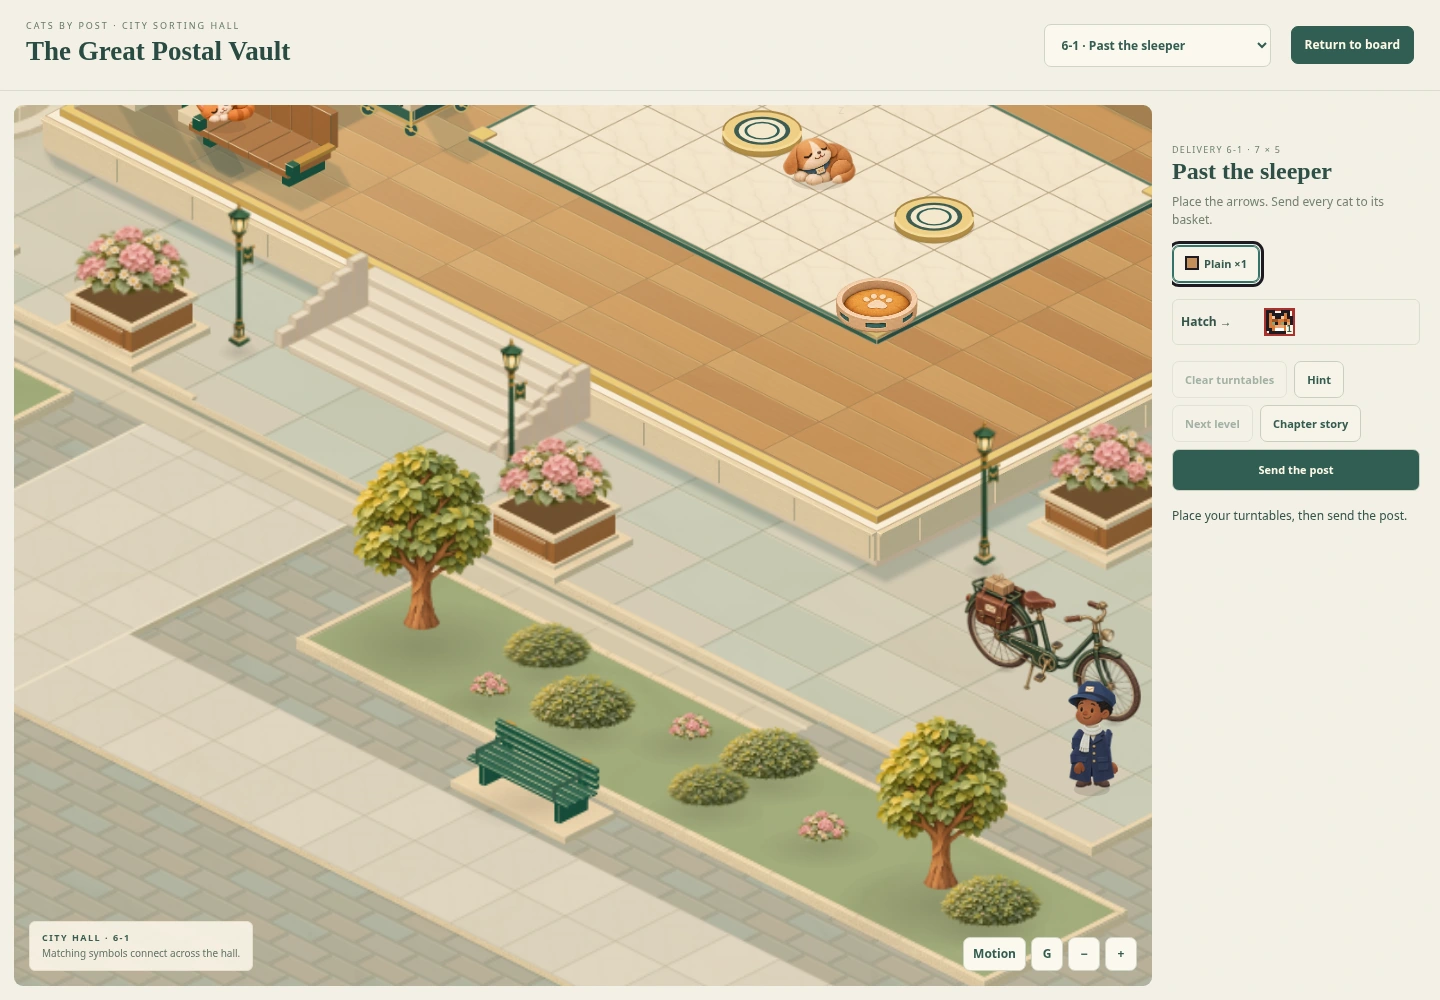 CATS BY POST · CITY SORTING HALL
The Great Postal Vault
6-1 · Past the sleeper
Return to board
DELIVERY 6-1 · 7 × 5
Past the sleeper
Place the arrows. Send every cat to its
basket.
Plain ×1
Hatch →
1
Clear turntables
Hint
Next level
Chapter story
Send the post
Place your turntables, then send the post.
CITY HALL · 6-1
Matching symbols connect across the hall.
Motion
G
−
+